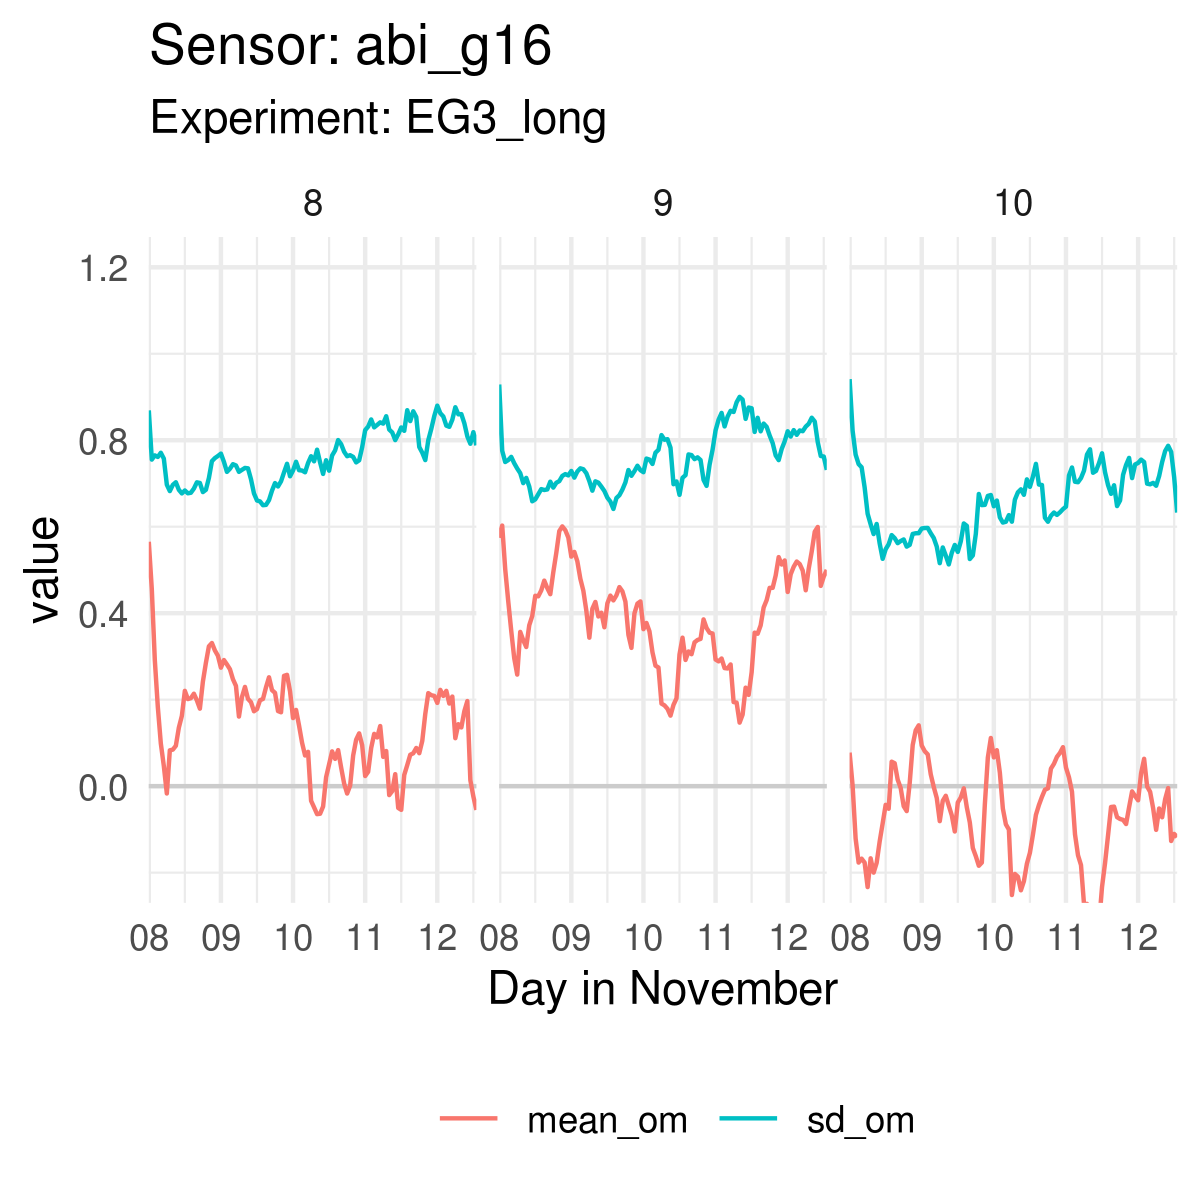 Sensor: abi_g16
Experiment: EG3_long
8 9 10
1.2
0.8
0.4
0.0
value
08 09 10 11 12 08 09 10 11 12 08 09 10 11 12
Day in November
mean_om sd_om